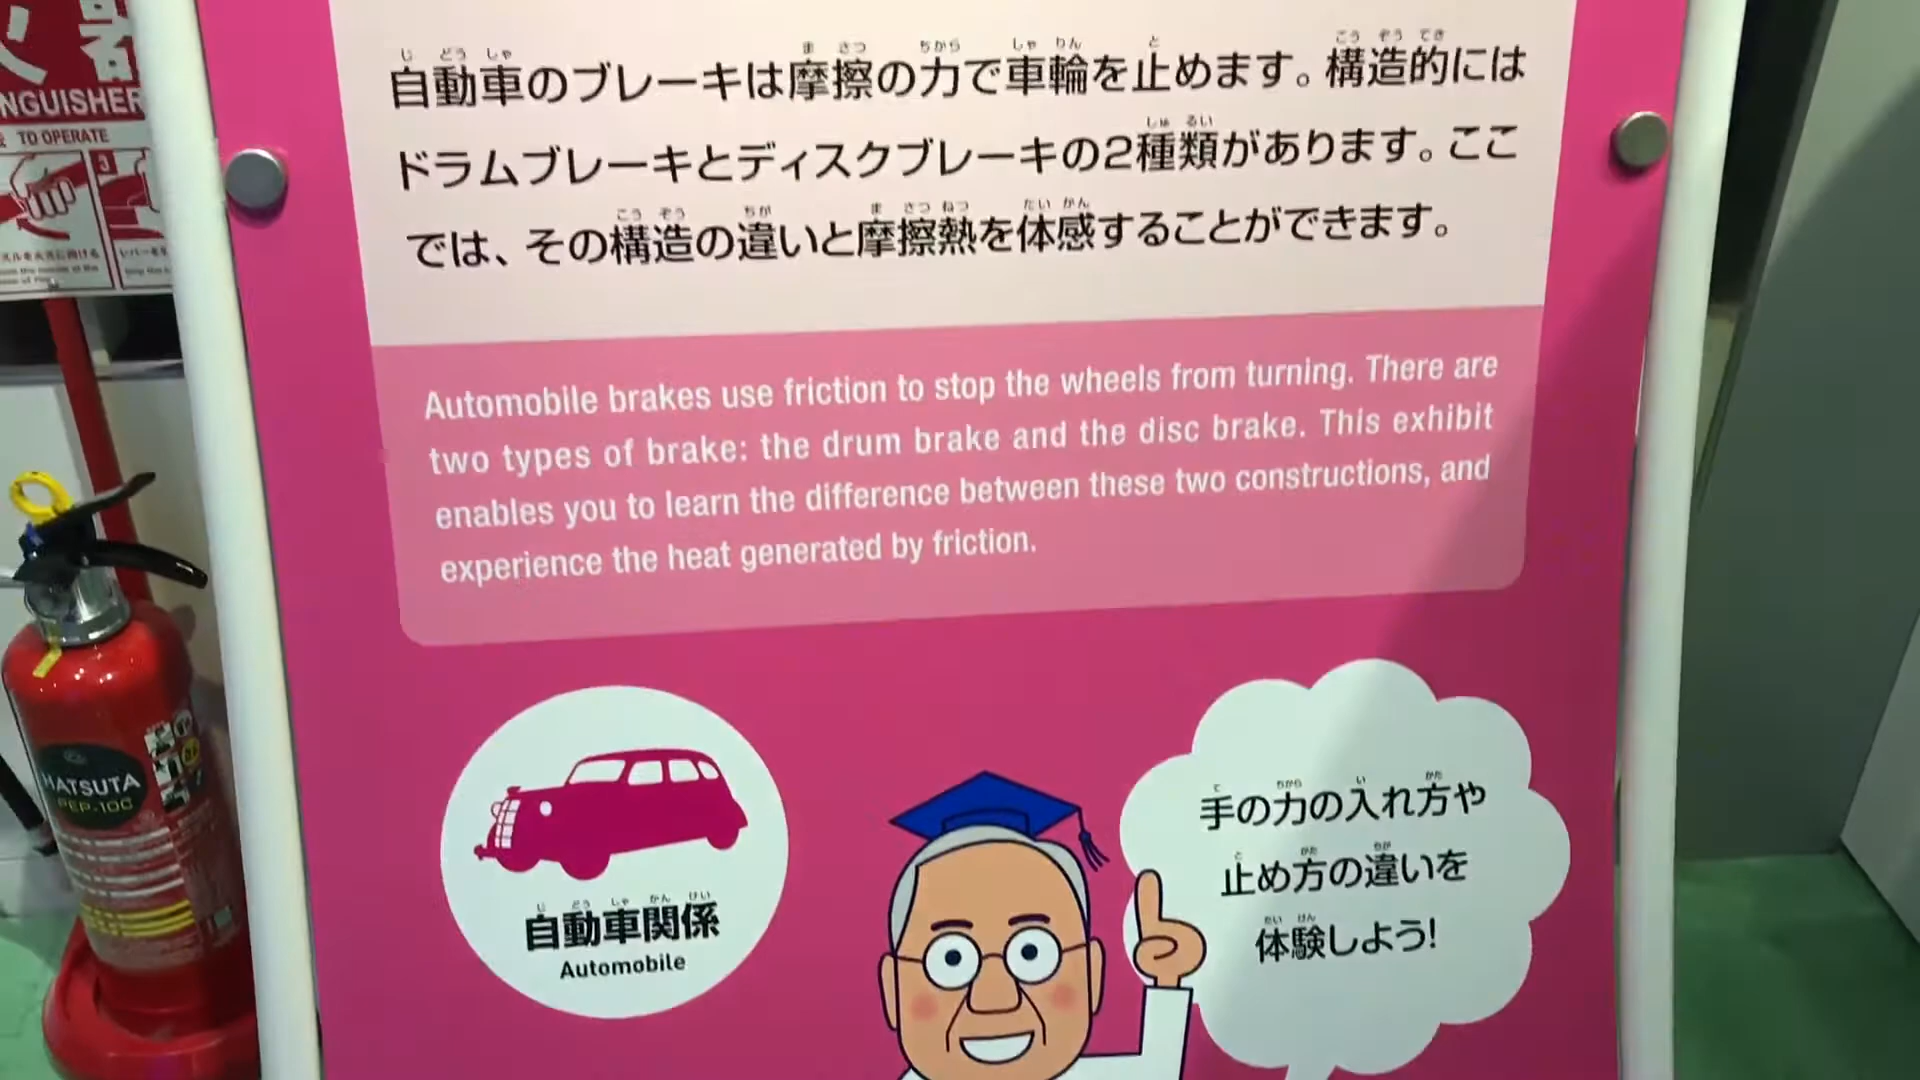 自動車のブレーキは摩擦の力で車輪を止めます。構造的には
ドラムブレーキとディスクブレーキの2種類があります。ここ
では、その構造の違いと摩擦熱を体感することができます。
Automobile brakes use friction to stop the wheels from turning. There are
two types of brake: the drum brake and the disc brake. This exhibit
enables you to learn the difference between these two constructions, and
experience the heat generated by friction.
自動車関係
Automobile
手の力の入れ方や
止め方の違いを
体験しよう!
NGUISHER
TO OPERATE
3
HATSUTA
PEP-10C